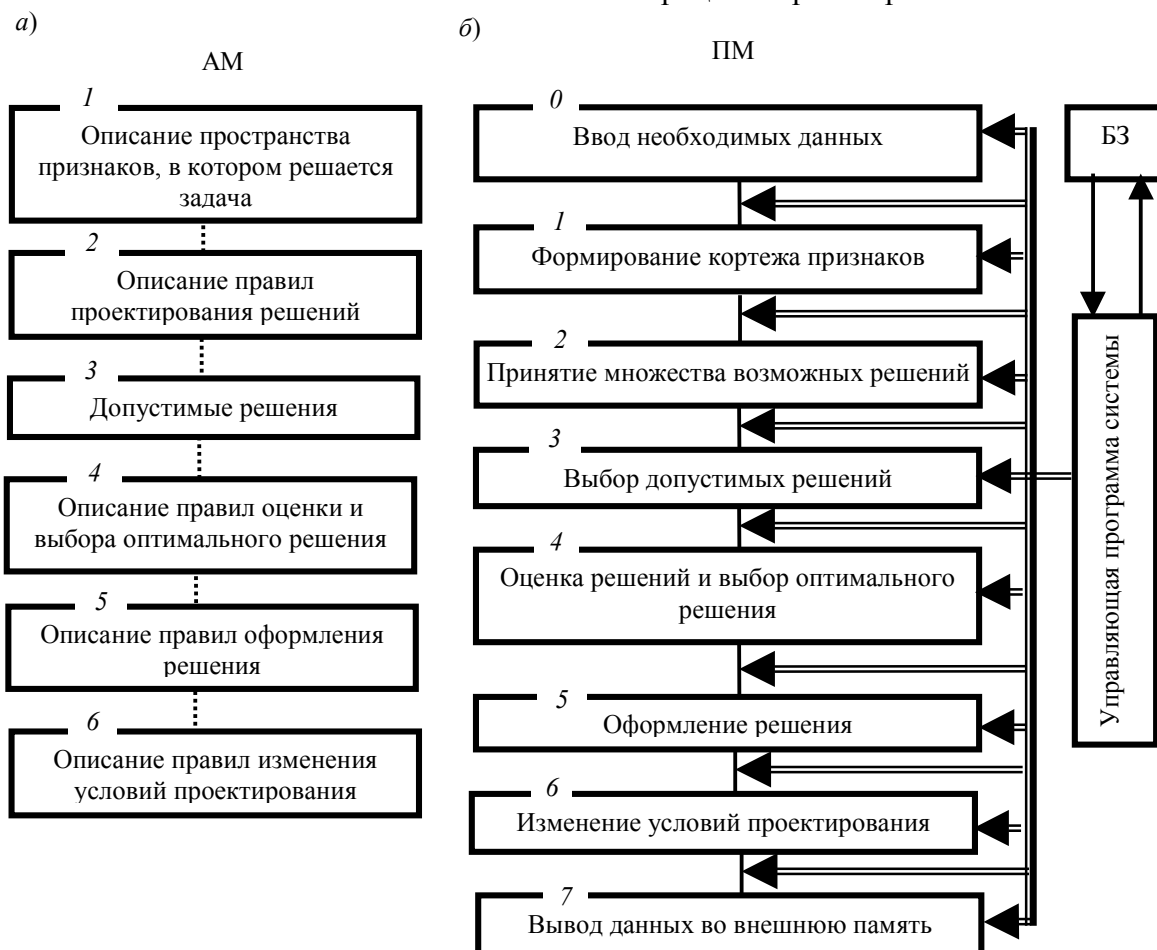 а)
АМ
1
Описание пространства
признаков, в котором решается
задача
2
Описание правил
проектирования решений
3
Допустимые решения
4
Описание правил оценки и
выбора оптимального решения
5
Описание правил оформления
решения
6
Описание правил изменения
условий проектирования
б)
ПМ
0
Ввод необходимых данных
1
Формирование кортежа признаков
2
Принятие множества возможных решений
3
Выбор допустимых решений
4
Оценка решений и выбор оптимального
решения
5
Оформление решения
6
Изменение условий проектирования
7
Вывод данных во внешнюю память
БЗ
Управляющая программа системы